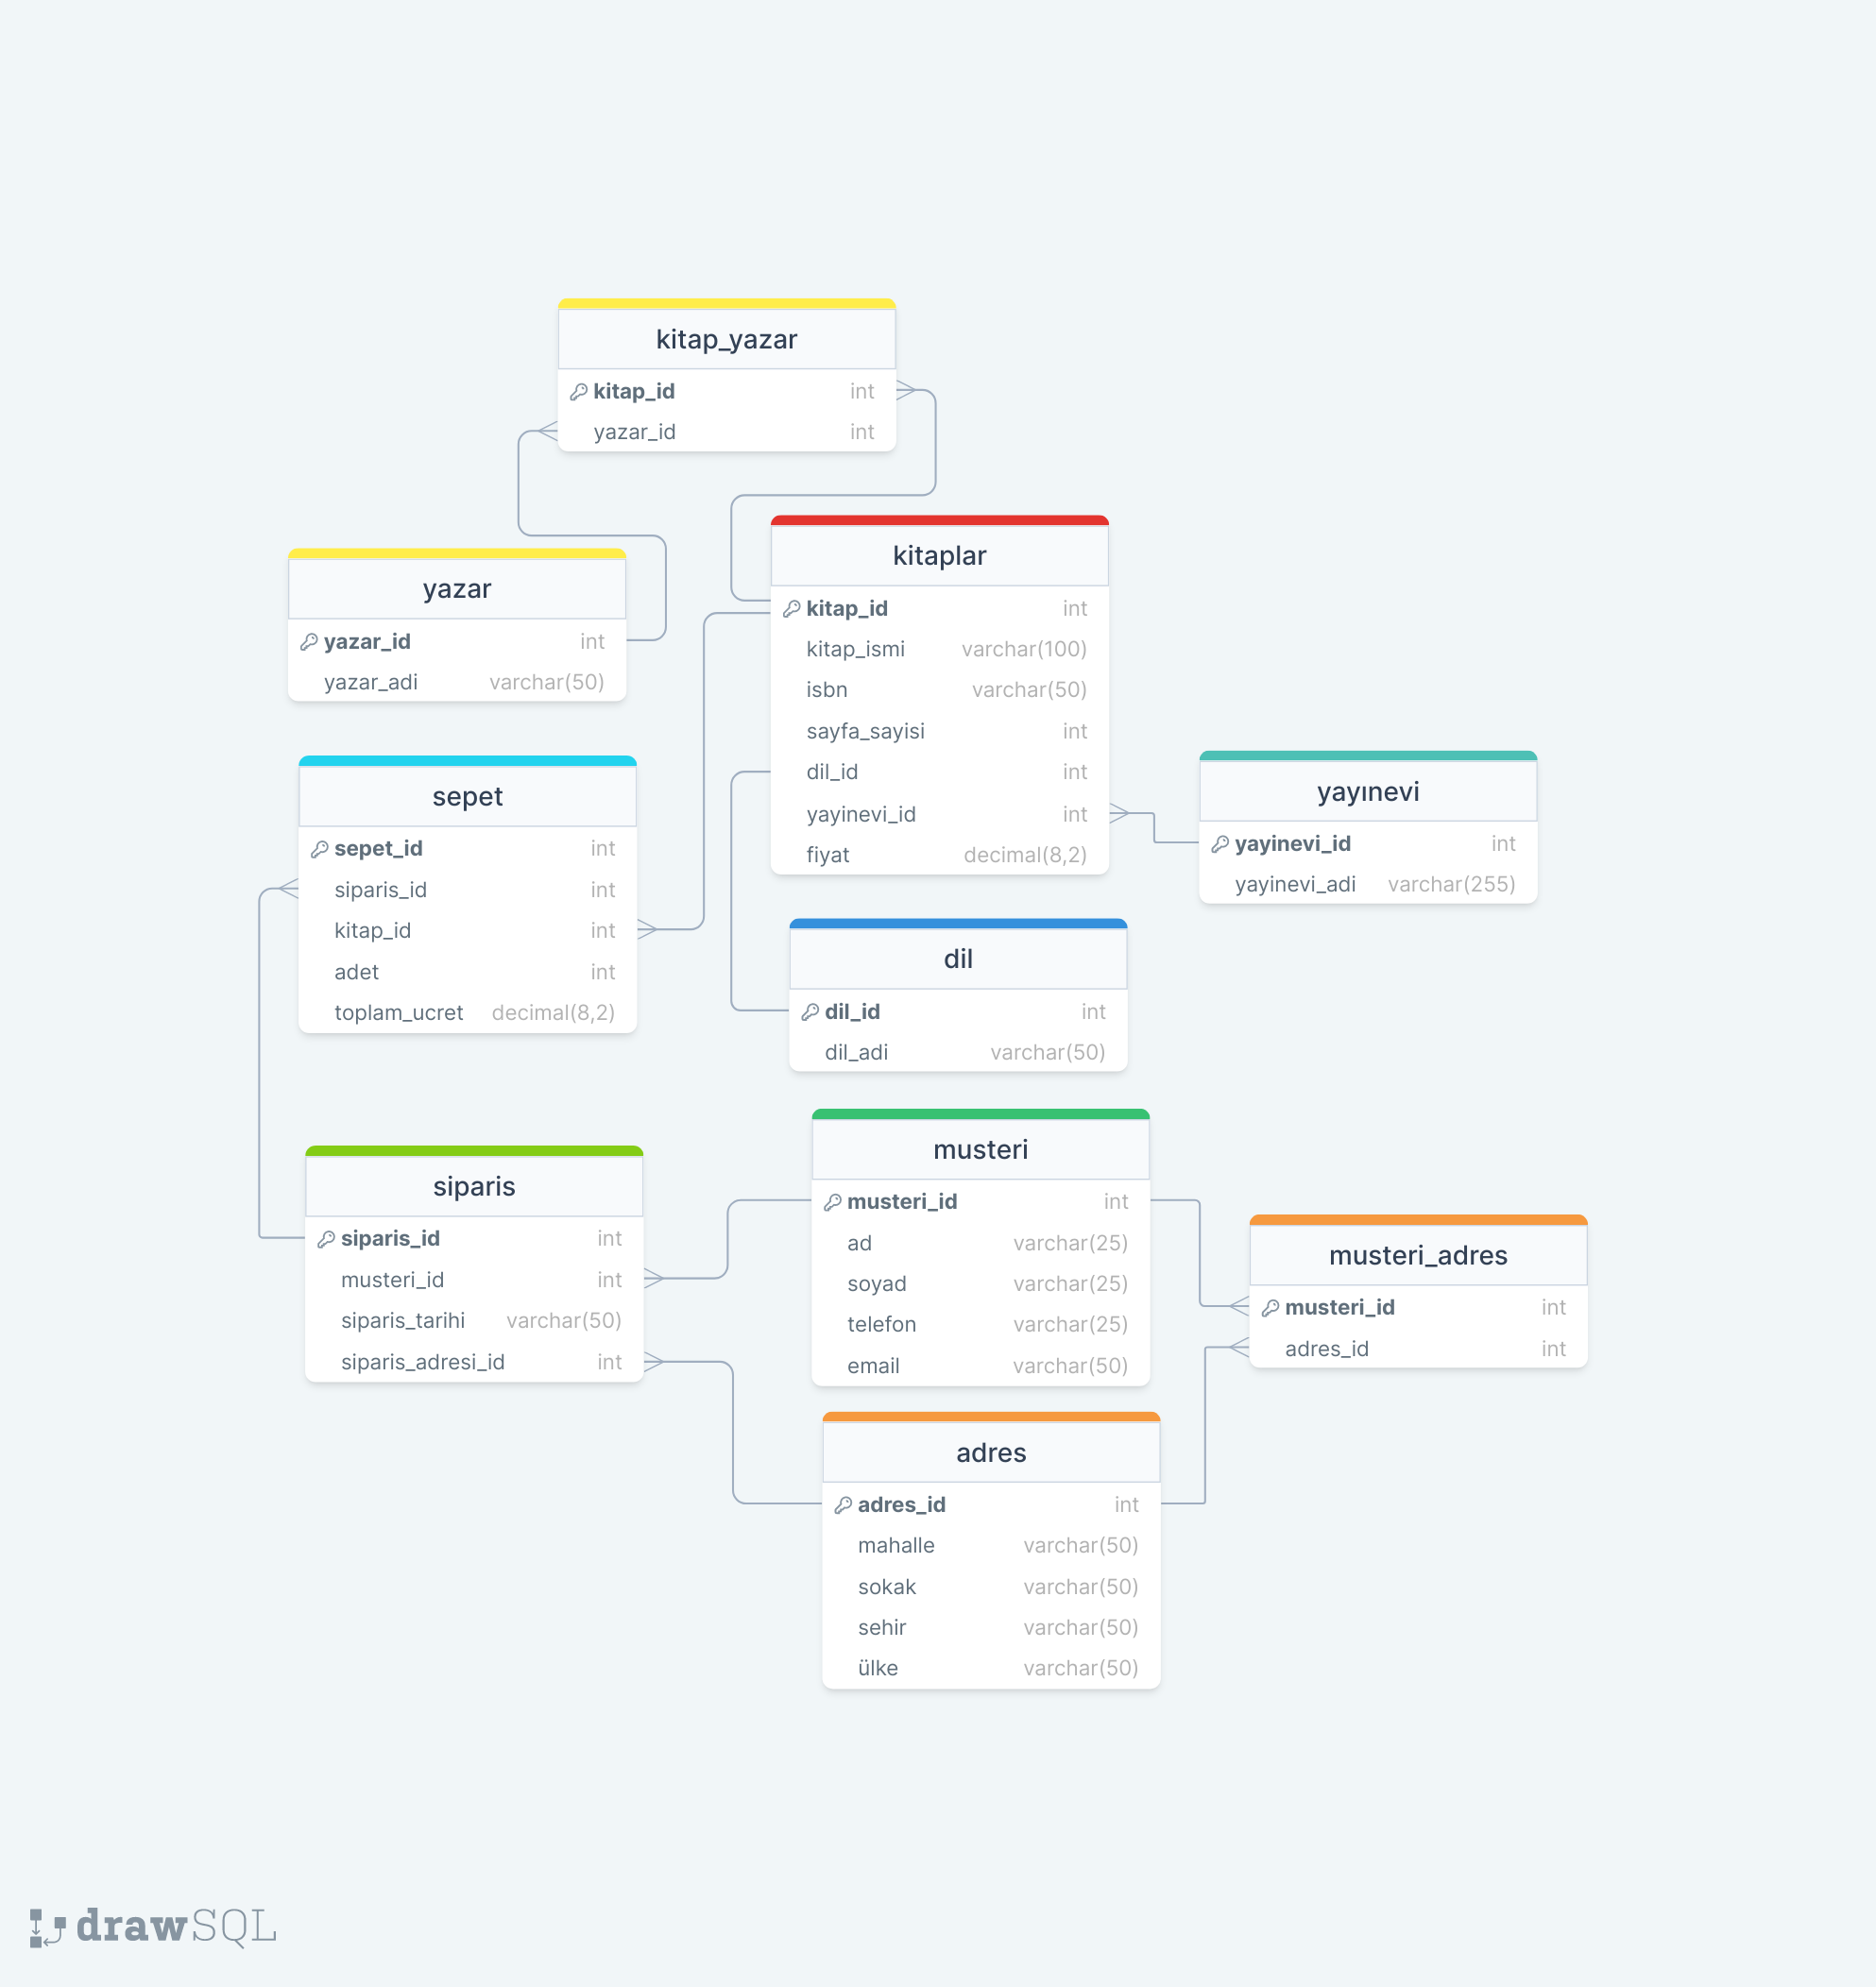 kitap_yazar
kitap_id int
yazar_id int
kitaplar
kitap_id int
kitap_ismi varchar(100)
isbn varchar(50)
sayfa_sayisi int
dil_id int
yayinevi_id int
fiyat decimal(8,2)
yazar
yazar_id int
yazar_adi varchar(50)
sepet
sepet_id int
siparis_id int
kitap_id int
adet int
toplam_ucret decimal(8,2)
yayınevi
yayinevi_id int
yayinevi_adi varchar(255)
dil
dil_id int
dil_adi varchar(50)
siparis
siparis_id int
musteri_id int
siparis_tarihi varchar(50)
siparis_adresi_id int
musteri
musteri_id int
ad varchar(25)
soyad varchar(25)
telefon varchar(25)
email varchar(50)
musteri_adres
musteri_id int
adres_id int
adres
adres_id int
mahalle varchar(50)
sokak varchar(50)
sehir varchar(50)
ülke varchar(50)
drawSQL